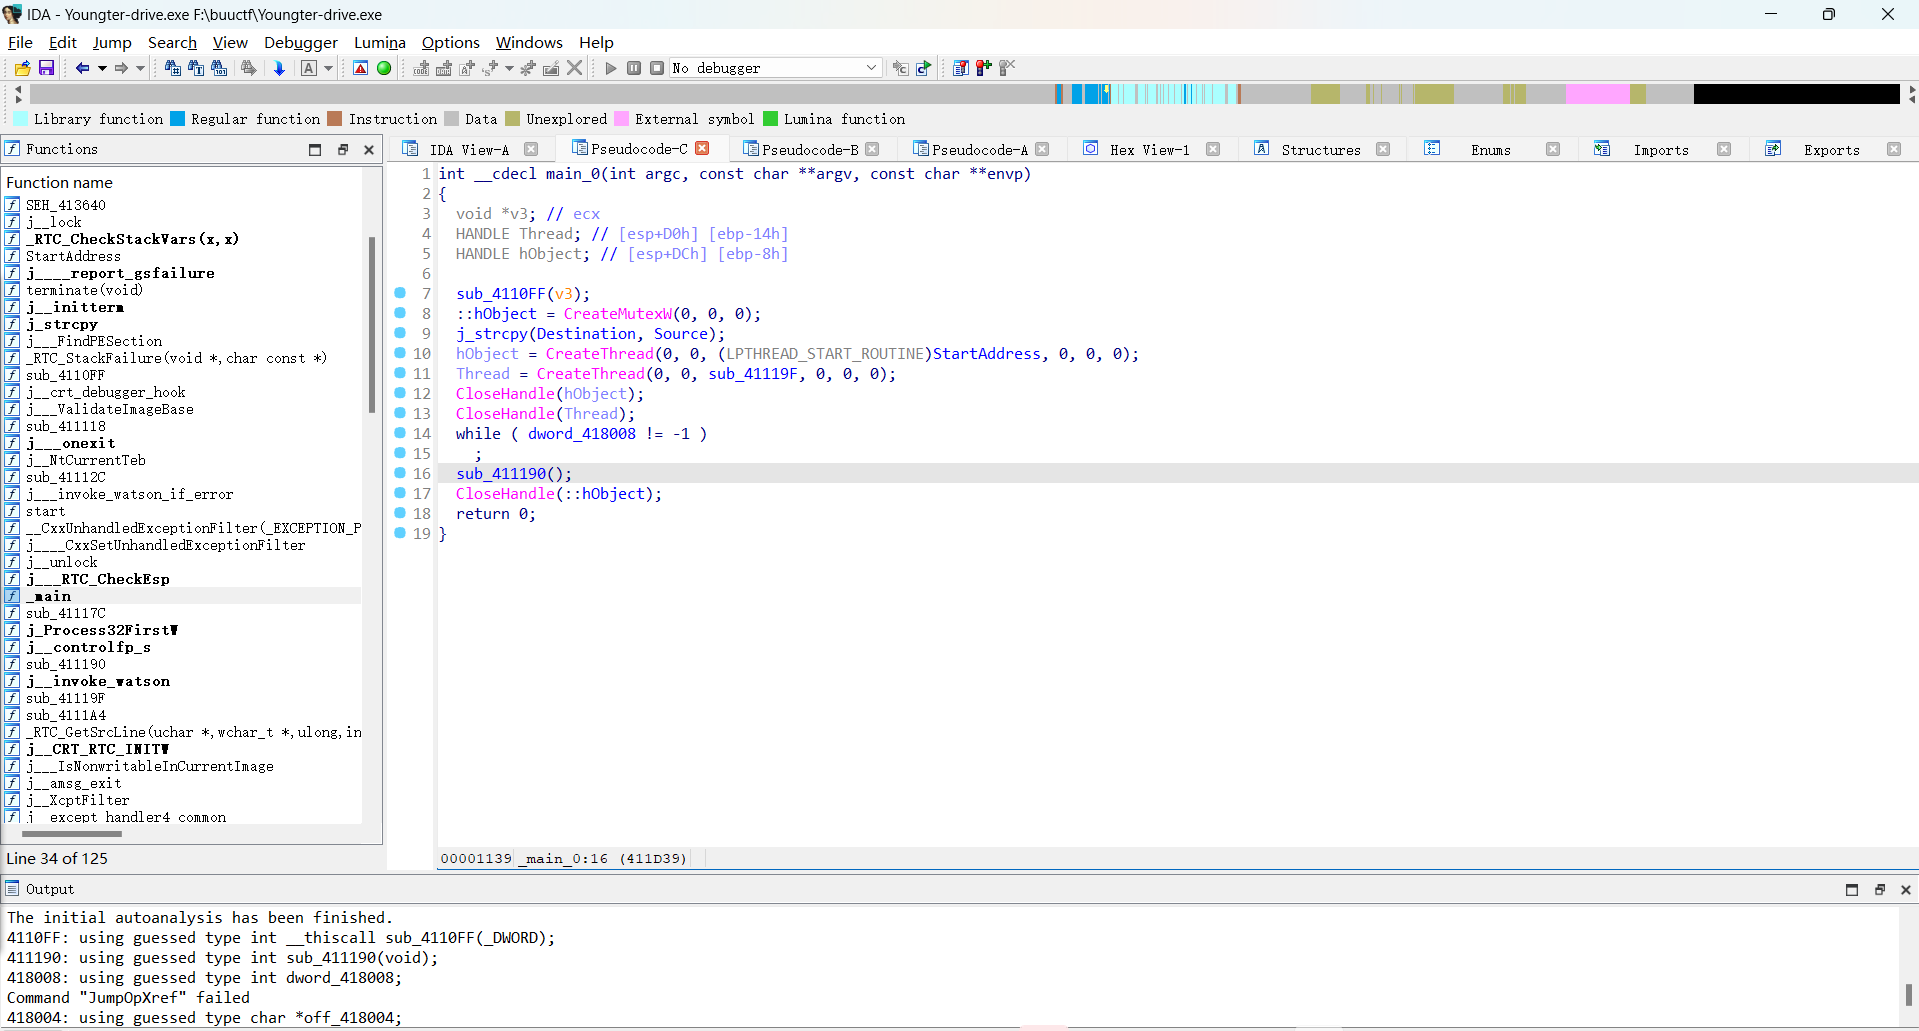 IDA - Youngter-drive.exe F:\buuctf\Youngter-drive.exe
File Edit Jump Search View Debugger Lumina Options Windows Help
No debugger
Library function Regular function Instruction Data Unexplored External symbol Lumina function
Functions
IDA View-A Pseudocode-C Pseudocode-B Pseudocode-A Hex View-1 Structures Enums Imports Exports
Function name
SEH_413640
j__lock
_RTC_CheckStackVars(x,x)
StartAddress
j____report_gsfailure
terminate(void)
j__initterm
j_strcpy
j___FindPESection
_RTC_StackFailure(void *,char const *)
sub_4110FF
j__crt_debugger_hook
j___ValidateImageBase
sub_411118
j___onexit
j__NtCurrentTeb
sub_41112C
j___invoke_watson_if_error
start
__CxxUnhandledExceptionFilter(_EXCEPTION_P
j____CxxSetUnhandledExceptionFilter
j__unlock
j___RTC_CheckEsp
_main
sub_41117C
j_Process32FirstW
j__controlfp_s
sub_411190
j__invoke_watson
sub_41119F
sub_4111A4
_RTC_GetSrcLine(uchar *,wchar_t *,ulong,in
j__CRT_RTC_INITW
j___IsNonwritableInCurrentImage
j__amsg_exit
j__XcptFilter
j__except_handler4_common
Line 34 of 125
1 int __cdecl main_0(int argc, const char **argv, const char **envp)
2 {
3 void *v3; // ecx
4 HANDLE Thread; // [esp+D0h] [ebp-14h]
5 HANDLE hObject; // [esp+DCh] [ebp-8h]
6
7 sub_4110FF(v3);
8 ::hObject = CreateMutexW(0, 0, 0);
9 j_strcpy(Destination, Source);
10 hObject = CreateThread(0, 0, (LPTHREAD_START_ROUTINE)StartAddress, 0, 0, 0);
11 Thread = CreateThread(0, 0, sub_41119F, 0, 0, 0);
12 CloseHandle(hObject);
13 CloseHandle(Thread);
14 while ( dword_418008 != -1 )
15 ;
16 sub_411190();
17 CloseHandle(::hObject);
18 return 0;
19 }
00001139 _main_0:16 (411D39)
Output
The initial autoanalysis has been finished.
4110FF: using guessed type int __thiscall sub_4110FF(_DWORD);
411190: using guessed type int sub_411190(void);
418008: using guessed type int dword_418008;
Command "JumpOpXref" failed
418004: using guessed type char *off_418004;